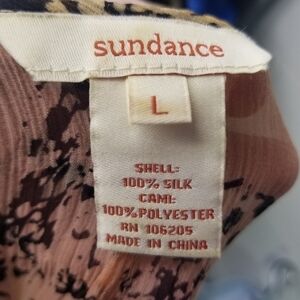 sundance
L
SHELL:
100% SILK
CAMI:
100% POLYESTER
RN 106205
MADE IN CHINA